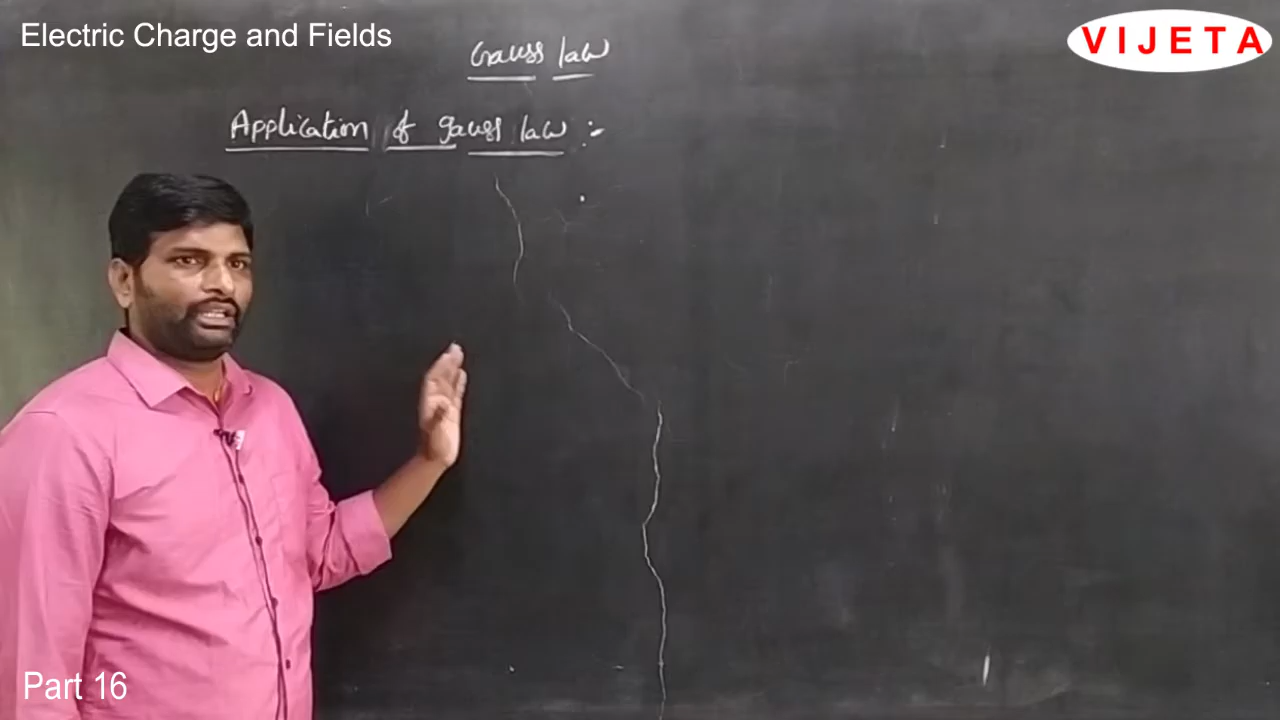 Electric Charge and Fields
VIJETA
Gauss law
Application of gauss law :-
Part 16